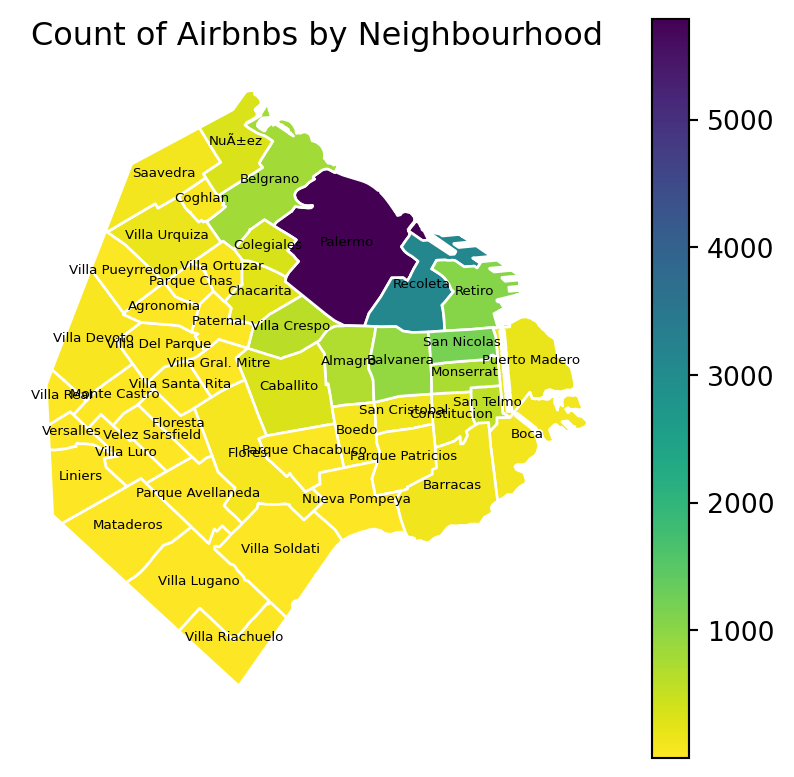 Count of Airbnbs by Neighbourhood
NuÃ±ez
Saavedra
Belgrano
Coghlan
Villa Urquiza
Colegiales
Palermo
Villa Pueyrredon
Villa Ortuzar
Parque Chas
Recoleta
Chacarita
Retiro
Agronomia
Paternal
Villa Crespo
Villa Devoto
Villa Del Parque
San Nicolas
Villa Gral. Mitre
Almagro
Balvanera
Puerto Madero
Monserrat
Villa Santa Rita
Caballito
Villa Real
Monte Castro
San Telmo
San Cristobal
Constitucion
Floresta
Versalles
Velez Sarsfield
Boedo
Boca
Villa Luro
Flores
Parque Chacabuco
Parque Patricios
Liniers
Barracas
Parque Avellaneda
Nueva Pompeya
Mataderos
Villa Soldati
Villa Lugano
Villa Riachuelo
5000
4000
3000
2000
1000